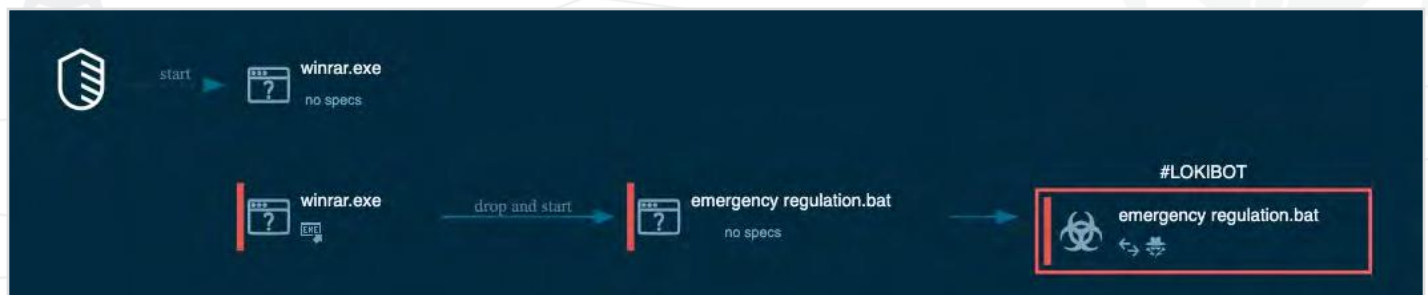 start
winrar.exe
no specs
winrar.exe
EXE
drop and start
emergency regulation.bat
no specs
#LOKIBOT
emergency regulation.bat